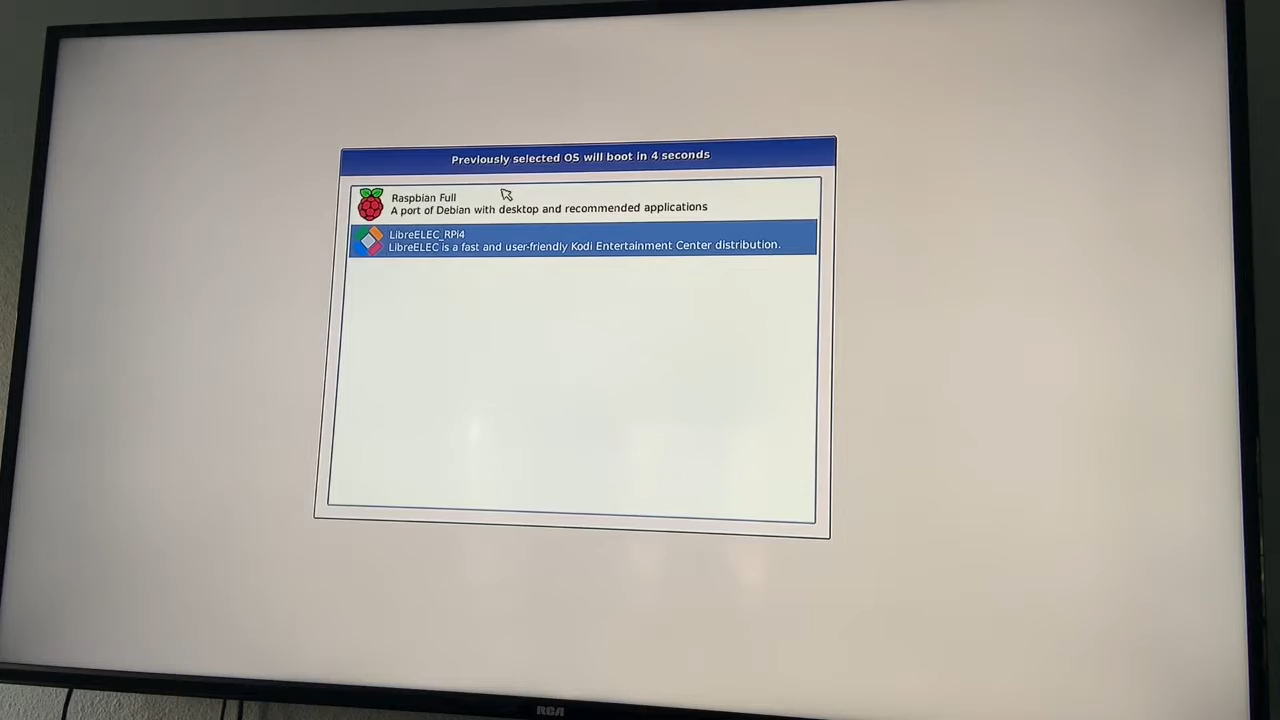 Previously selected OS will boot in 4 seconds
Raspbian Full
A port of Debian with desktop and recommended applications
LibreELEC_RPi4
LibreELEC is a fast and user-friendly Kodi Entertainment Center distribution.
RCA